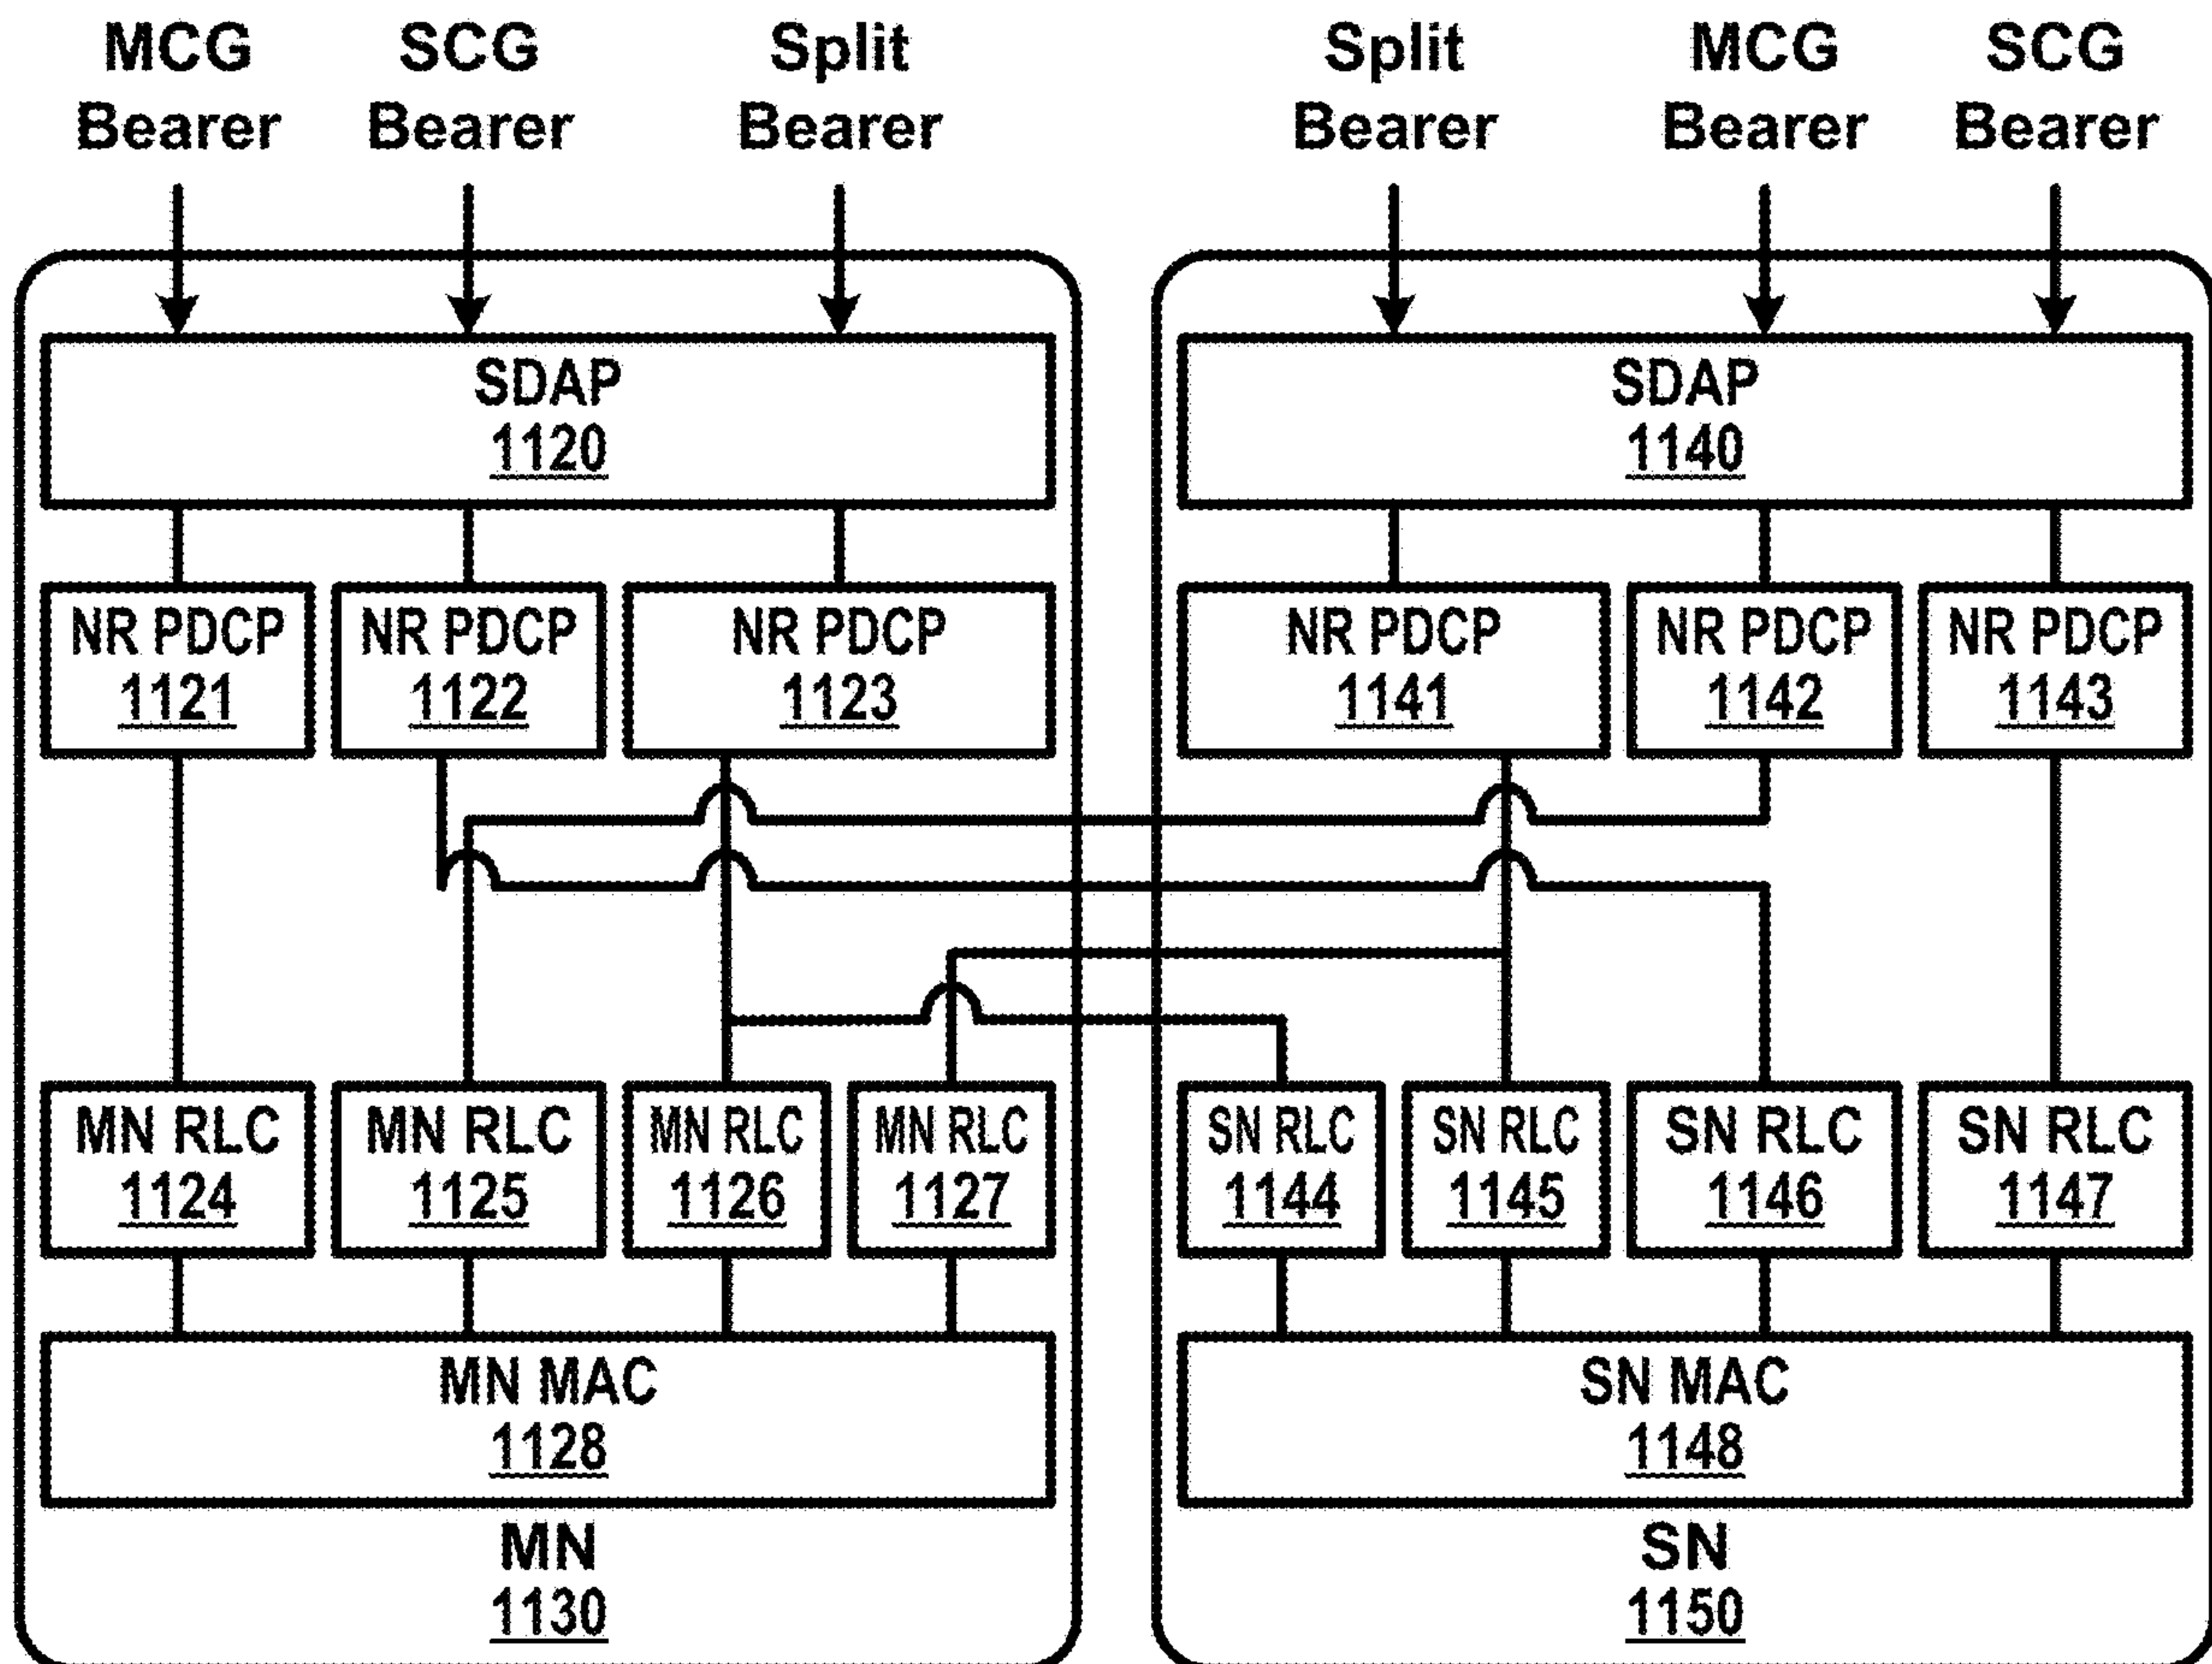 MCG
Bearer
SCG
Bearer
Split
Bearer
Split
Bearer
MCG
Bearer
SCG
Bearer
SDAP
1120
SDAP
1140
NR PDCP
1121
NR PDCP
1122
NR PDCP
1123
NR PDCP
1141
NR PDCP
1142
NR PDCP
1143
MN RLC
1124
MN RLC
1125
MN RLC
1126
MN RLC
1127
SN RLC
1144
SN RLC
1145
SN RLC
1146
SN RLC
1147
MN MAC
1128
SN MAC
1148
MN
1130
SN
1150